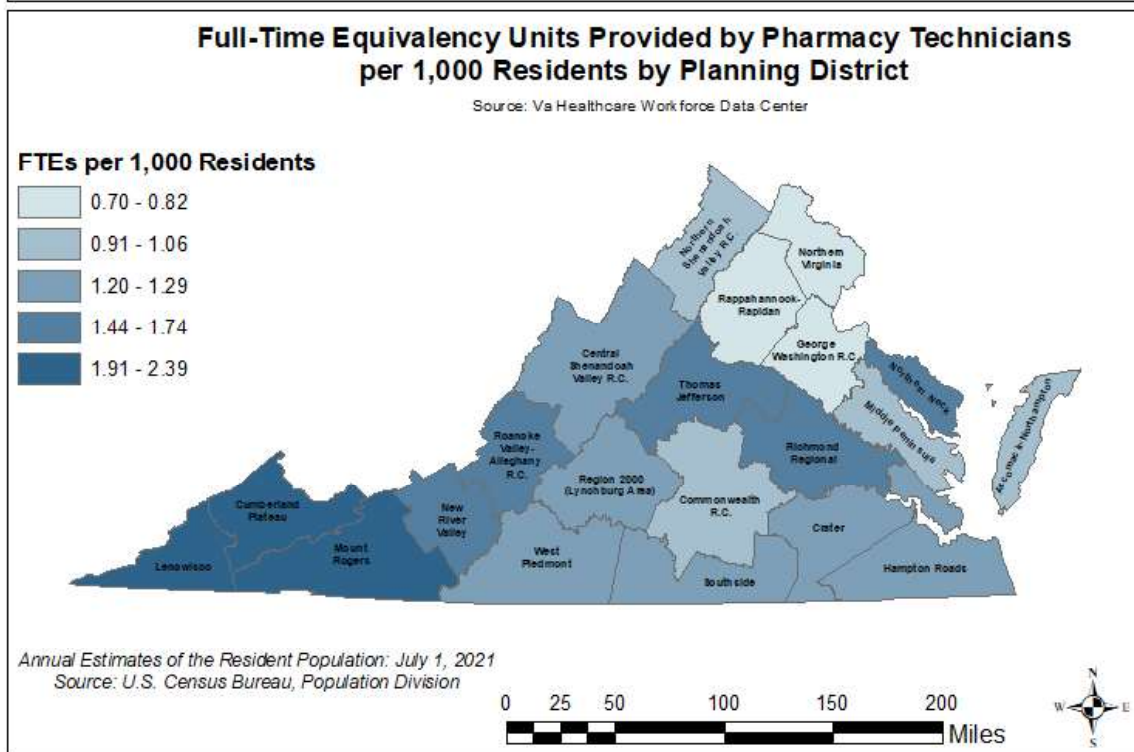 Full-Time Equivalency Units Provided by Pharmacy Technicians
per 1,000 Residents by Planning District
Source: Va Healthcare Workforce Data Center
FTEs per 1,000 Residents
0.70 - 0.82
0.91 - 1.06
1.20 - 1.29
1.44 - 1.74
1.91 - 2.39
Northern
Shenandoah
Valley R.C.
Northern
Virginia
Rappahannock-
Rapidan
George
Washington R.C.
Central
Shenandoah
Valley R.C.
Northern Neck
Thomas
Jefferson
Middle Peninsula
Accomack-Northampton
Roanoke
Valley-
Alleghany
R.C.
Richmond
Regional
Region 2000
(Lynchburg Area)
Commonwealth
R.C.
Cumberland
Plateau
New
River
Valley
Crater
Mount
Rogers
West
Piedmont
Lenowisco
Southside
Hampton Roads
Annual Estimates of the Resident Population: July 1, 2021
Source: U.S. Census Bureau, Population Division
0 25 50 100 150 200
Miles
N
W E
S